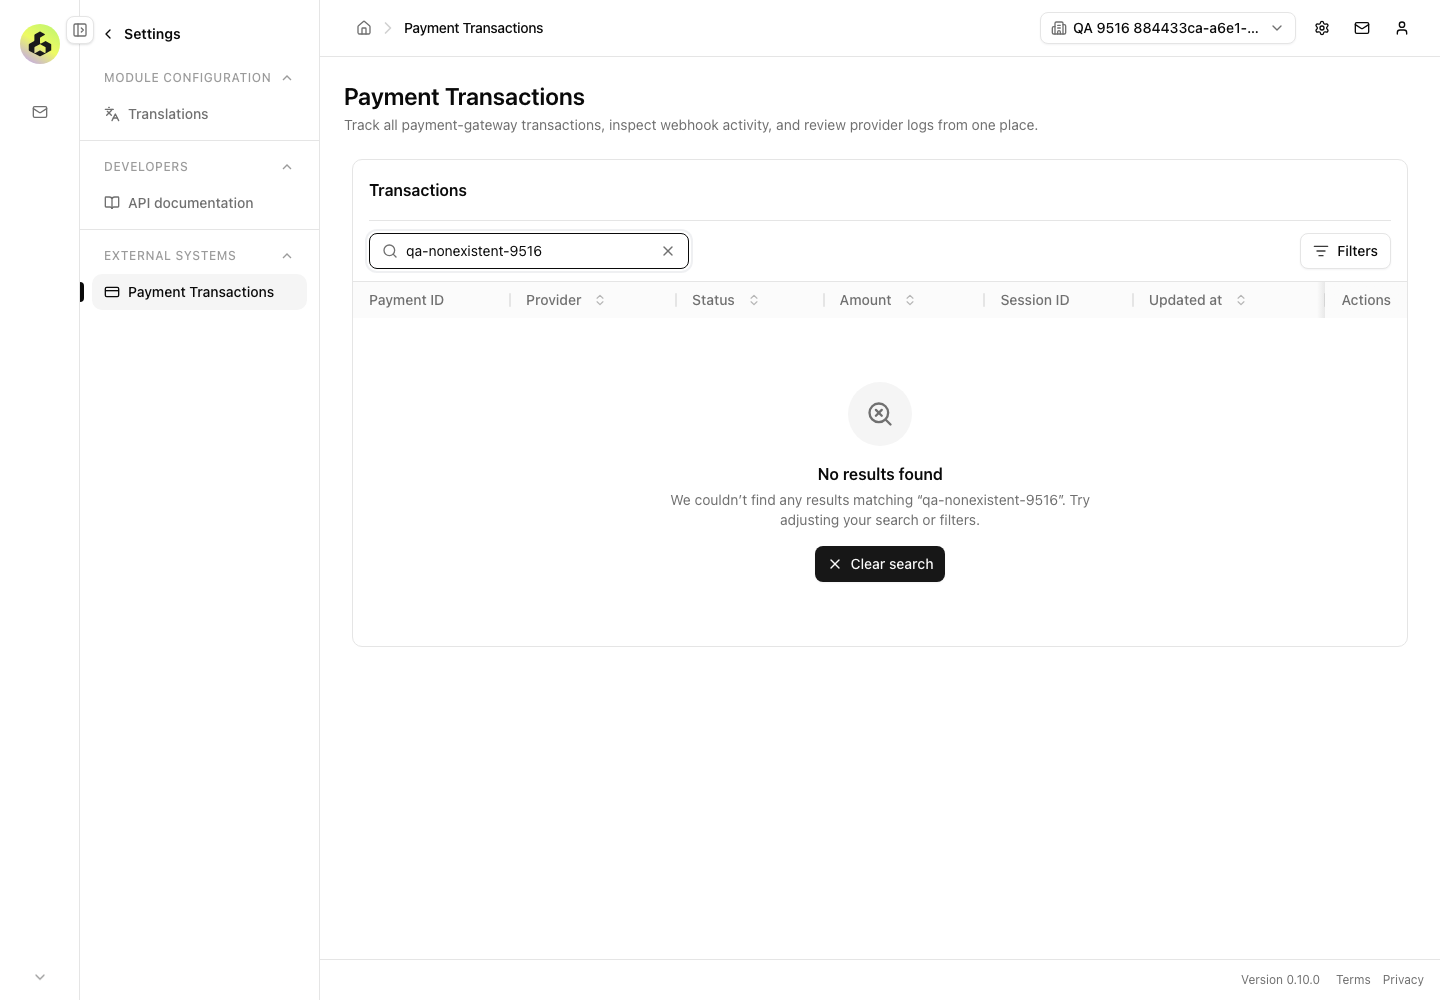 Settings
MODULE CONFIGURATION
Translations
DEVELOPERS
API documentation
EXTERNAL SYSTEMS
Payment Transactions
Payment Transactions
QA 9516 884433ca-a6e1-...
Payment Transactions
Track all payment-gateway transactions, inspect webhook activity, and review provider logs from one place.
Transactions
qa-nonexistent-9516
Filters
Payment ID
Provider
Status
Amount
Session ID
Updated at
Actions
No results found
We couldn’t find any results matching “qa-nonexistent-9516”. Try
adjusting your search or filters.
Clear search
Version 0.10.0
Terms
Privacy